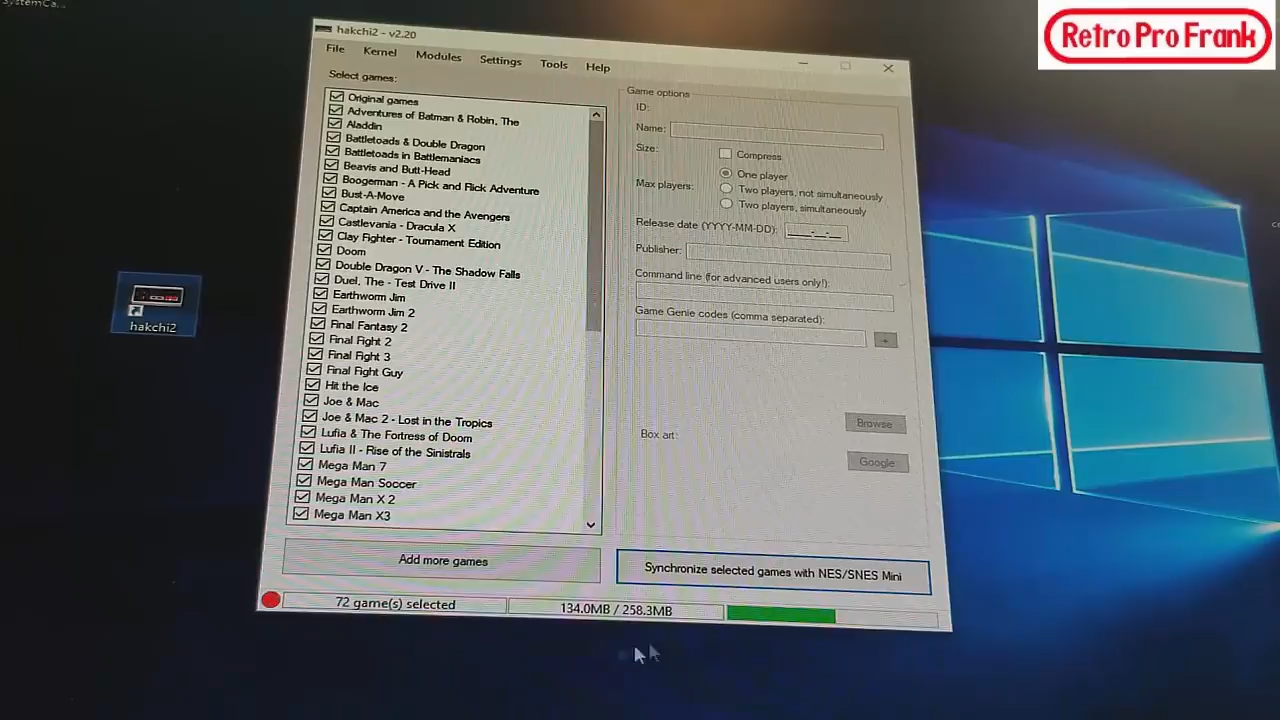 SystemCa...
Retro Pro Frank
hakchi2 - v2.20
File Kernel Modules Settings Tools Help
Select games:
Original games
Adventures of Batman & Robin, The
Aladdin
Battletoads & Double Dragon
Battletoads in Battlemaniacs
Beavis and Butt-Head
Boogerman - A Pick and Flick Adventure
Bust-A-Move
Captain America and the Avengers
Castlevania - Dracula X
Clay Fighter - Tournament Edition
Doom
Double Dragon V - The Shadow Falls
Duel, The - Test Drive II
Earthworm Jim
Earthworm Jim 2
Final Fantasy 2
Final Fight 2
Final Fight 3
Final Fight Guy
Hit the Ice
Joe & Mac
Joe & Mac 2 - Lost in the Tropics
Lufia & The Fortress of Doom
Lufia II - Rise of the Sinistrals
Mega Man 7
Mega Man Soccer
Mega Man X 2
Mega Man X3
Add more games
72 game(s) selected
134.0MB / 258.3MB
Game options
ID:
Name:
Size:
Compress
Max players:
One player
Two players, not simultaneously
Two players, simultaneously
Release date (YYYY-MM-DD): ____-__-__
Publisher:
Command line (for advanced users only!):
Game Genie codes (comma separated):
+
Box art:
Browse
Google
Synchronize selected games with NES/SNES Mini
hakchi2